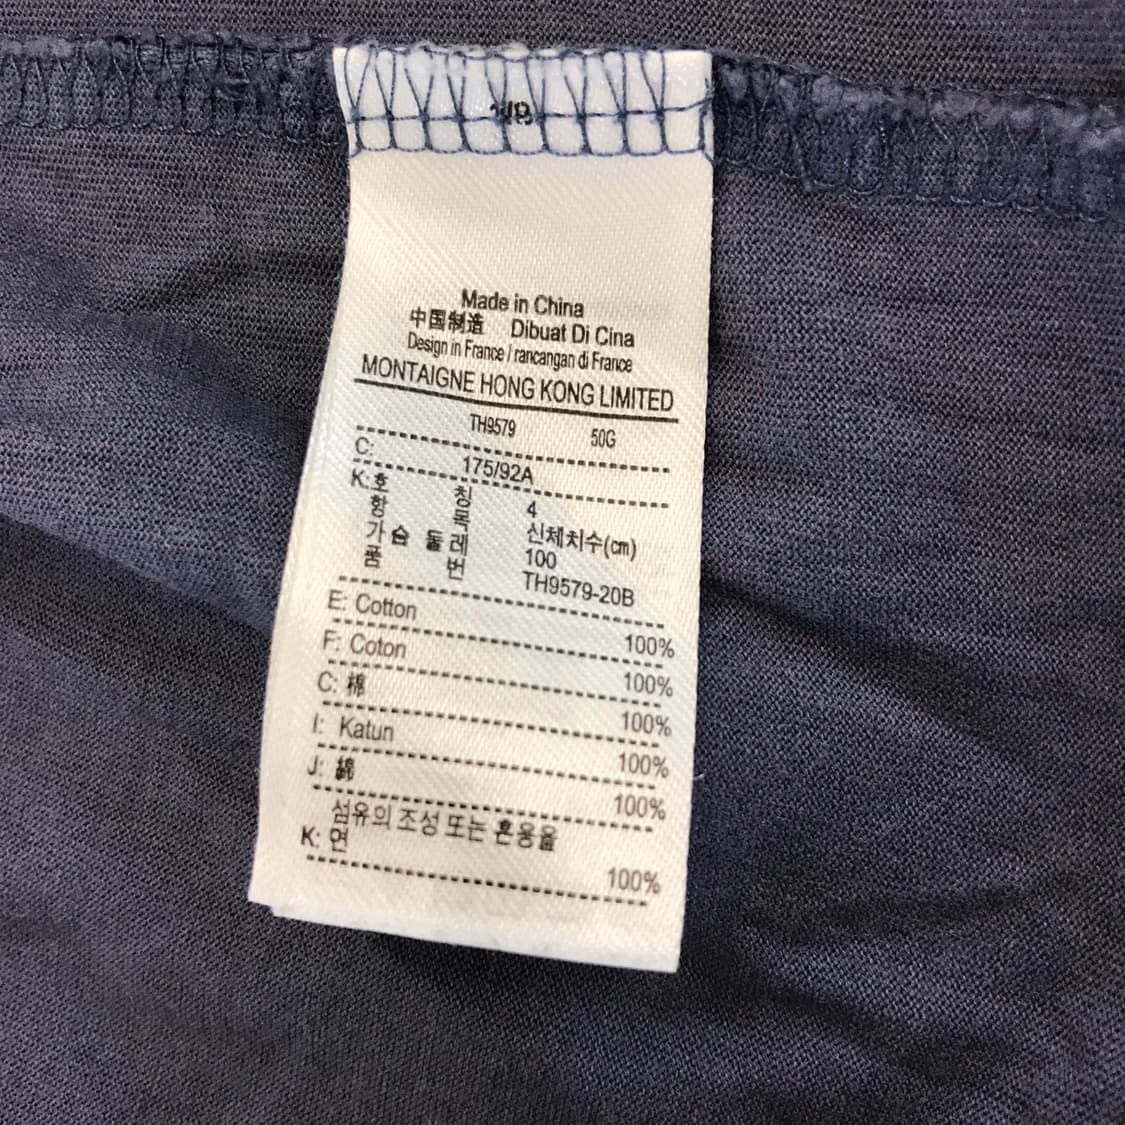 Made in China
中国制造 Dibuat Di Cina
Design in France / rancangan di France
MONTAIGNE HONG KONG LIMITED
TH9579 50G
C: 175/92A
K: 호 칭 4
항 목 신체치수(cm)
가슴 둘레 100
품 번 TH9579-20B
E: Cotton 100%
F: Coton 100%
C: 棉 100%
I: Katun 100%
J: 綿 100%
섬유의 조성 또는 혼용율
K: 면 100%